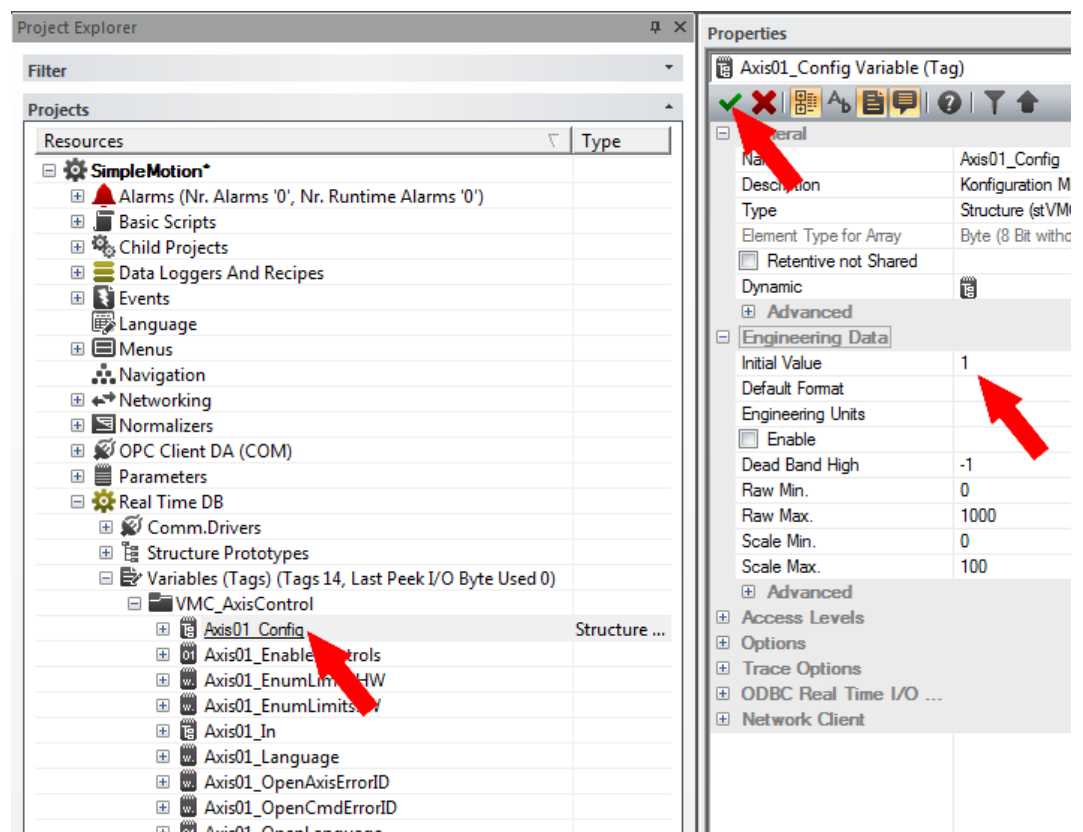 Project Explorer
Filter
Projects
Resources Type
SimpleMotion*
Alarms (Nr. Alarms '0', Nr. Runtime Alarms '0')
Basic Scripts
Child Projects
Data Loggers And Recipes
Events
Language
Menus
Navigation
Networking
Normalizers
OPC Client DA (COM)
Parameters
Real Time DB
Comm.Drivers
Structure Prototypes
Variables (Tags) (Tags 14, Last Peek I/O Byte Used 0)
VMC_AxisControl
Axis01_Config Structure ...
Axis01_Enable
Axis01_EnumLim
Axis01_EnumLimits
Axis01_In
Axis01_Language
Axis01_OpenAxisErrorID
Axis01_OpenCmdErrorID
Axis01_OpenLanguage
Properties
Axis01_Config Variable (Tag)
Axis01_Config
Konfiguration M
Type Structure (stVM
Element Type for Array Byte (8 Bit witho
Retentive not Shared
Dynamic
Advanced
Engineering Data
Initial Value 1
Default Format
Engineering Units
Enable
Dead Band High -1
Raw Min. 0
Raw Max. 1000
Scale Min. 0
Scale Max. 100
Advanced
Access Levels
Options
Trace Options
ODBC Real Time I/O ...
Network Client